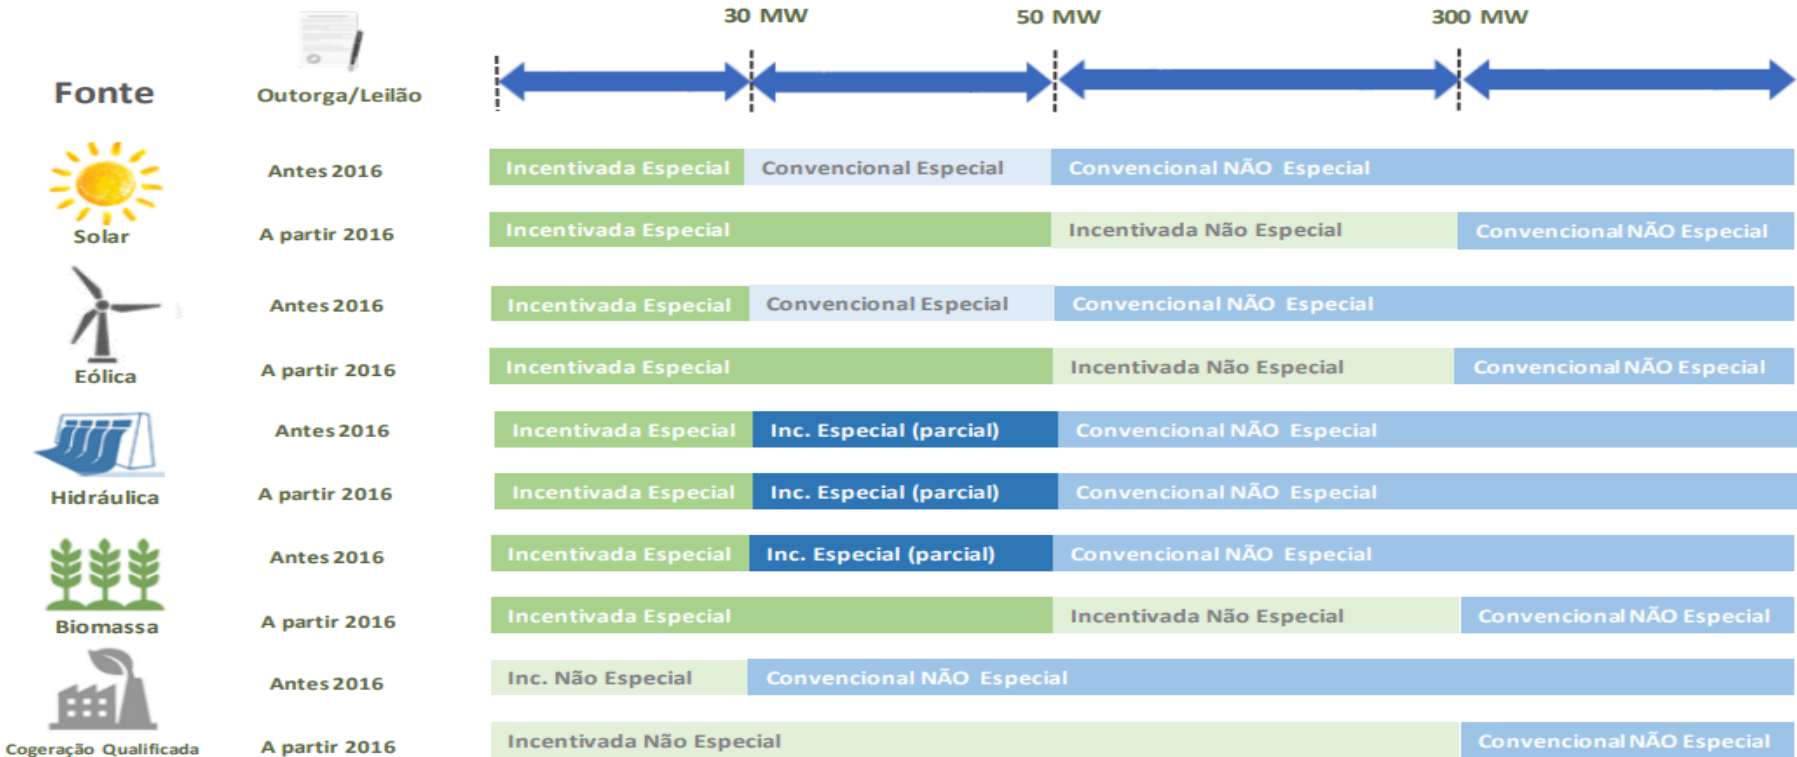 30 MW
50 MW
300 MW
Fonte
Outorga/Leilão
Antes 2016
Incentivada Especial
Convencional Especial
Convencional NÃO Especial
Solar
A partir 2016
Incentivada Especial
Incentivada Não Especial
Convencional NÃO Especial
Antes 2016
Incentivada Especial
Convencional Especial
Convencional NÃO Especial
Eólica
A partir 2016
Incentivada Especial
Incentivada Não Especial
Convencional NÃO Especial
Antes 2016
Incentivada Especial
Inc. Especial (parcial)
Convencional NÃO Especial
Hidráulica
A partir 2016
Incentivada Especial
Inc. Especial (parcial)
Convencional NÃO Especial
Antes 2016
Incentivada Especial
Inc. Especial (parcial)
Convencional NÃO Especial
Biomassa
A partir 2016
Incentivada Especial
Incentivada Não Especial
Convencional NÃO Especial
Antes 2016
Inc. Não Especial
Convencional NÃO Especial
Cogeração Qualificada
A partir 2016
Incentivada Não Especial
Convencional NÃO Especial